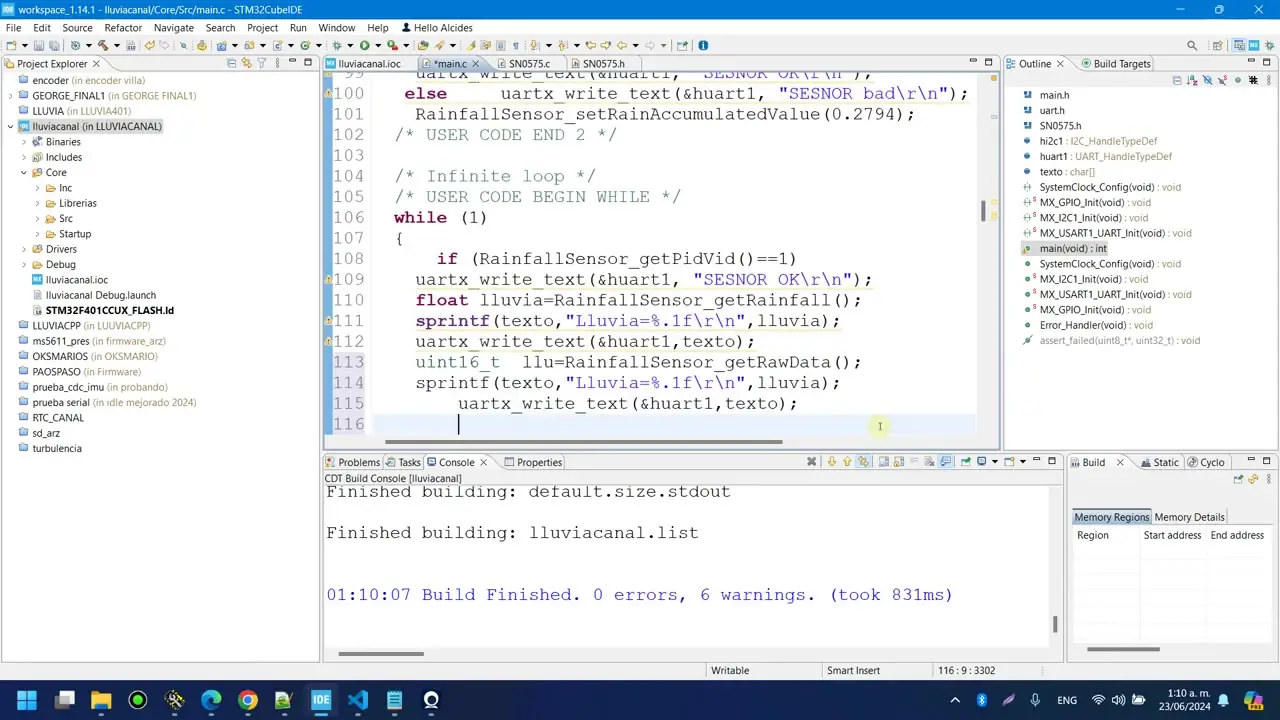 workspace_1.14.1 - lluviacanal/Core/Src/main.c - STM32CubeIDE
File Edit Source Refactor Navigate Search Project Run Window Help Hello Alcides
Project Explorer
encoder (in encoder villa)
GEORGE_FINAL1 (in GEORGE FINAL1)
LLUVIA (in LLUVIA401)
lluviacanal (in LLUVIACANAL)
Binaries
Includes
Core
Inc
Librerias
Src
Startup
Drivers
Debug
lluviacanal.ioc
lluviacanal Debug.launch
STM32F401CCUX_FLASH.ld
LLUVIACPP (in LLUVIACPP)
ms5611_pres (in firmware_arz)
OKSMARIOS (in OKSMARIO)
PAOSPASO (in Firmware)
prueba_cdc_imu (in probando)
prueba serial (in idle mejorado 2024)
RTC_CANAL
sd_arz
turbulencia
lluviacanal.ioc *main.c SN0575.c SN0575.h
99 uartx_write_text(&huart1, "SESNOR OK\r\n");
100 else uartx_write_text(&huart1, "SESNOR bad\r\n");
101 RainfallSensor_setRainAccumulatedValue(0.2794);
102 /* USER CODE END 2 */
103
104 /* Infinite loop */
105 /* USER CODE BEGIN WHILE */
106 while (1)
107 {
108 if (RainfallSensor_getPidVid()==1)
109 uartx_write_text(&huart1, "SESNOR OK\r\n");
110 float lluvia=RainfallSensor_getRainfall();
111 sprintf(texto,"Lluvia=%.1f\r\n",lluvia);
112 uartx_write_text(&huart1,texto);
113 uint16_t llu=RainfallSensor_getRawData();
114 sprintf(texto,"Lluvia=%.1f\r\n",lluvia);
115 uartx_write_text(&huart1,texto);
116
Outline Build Targets
main.h
uart.h
SN0575.h
hi2c1 : I2C_HandleTypeDef
huart1 : UART_HandleTypeDef
texto : char[]
SystemClock_Config(void) : void
MX_GPIO_Init(void) : void
MX_I2C1_Init(void) : void
MX_USART1_UART_Init(void) : void
main(void) : int
SystemClock_Config(void) : void
MX_I2C1_Init(void) : void
MX_USART1_UART_Init(void) : void
MX_GPIO_Init(void) : void
Error_Handler(void) : void
assert_failed(uint8_t*, uint32_t) : void
Problems Tasks Console Properties
CDT Build Console [lluviacanal]
Finished building: default.size.stdout
Finished building: lluviacanal.list
01:10:07 Build Finished. 0 errors, 6 warnings. (took 831ms)
Build Static Cyclo
Memory Regions Memory Details
Region Start address End address
Writable Smart Insert 116 : 9 : 3302
IDE
ENG
1:10 a. m.
23/06/2024